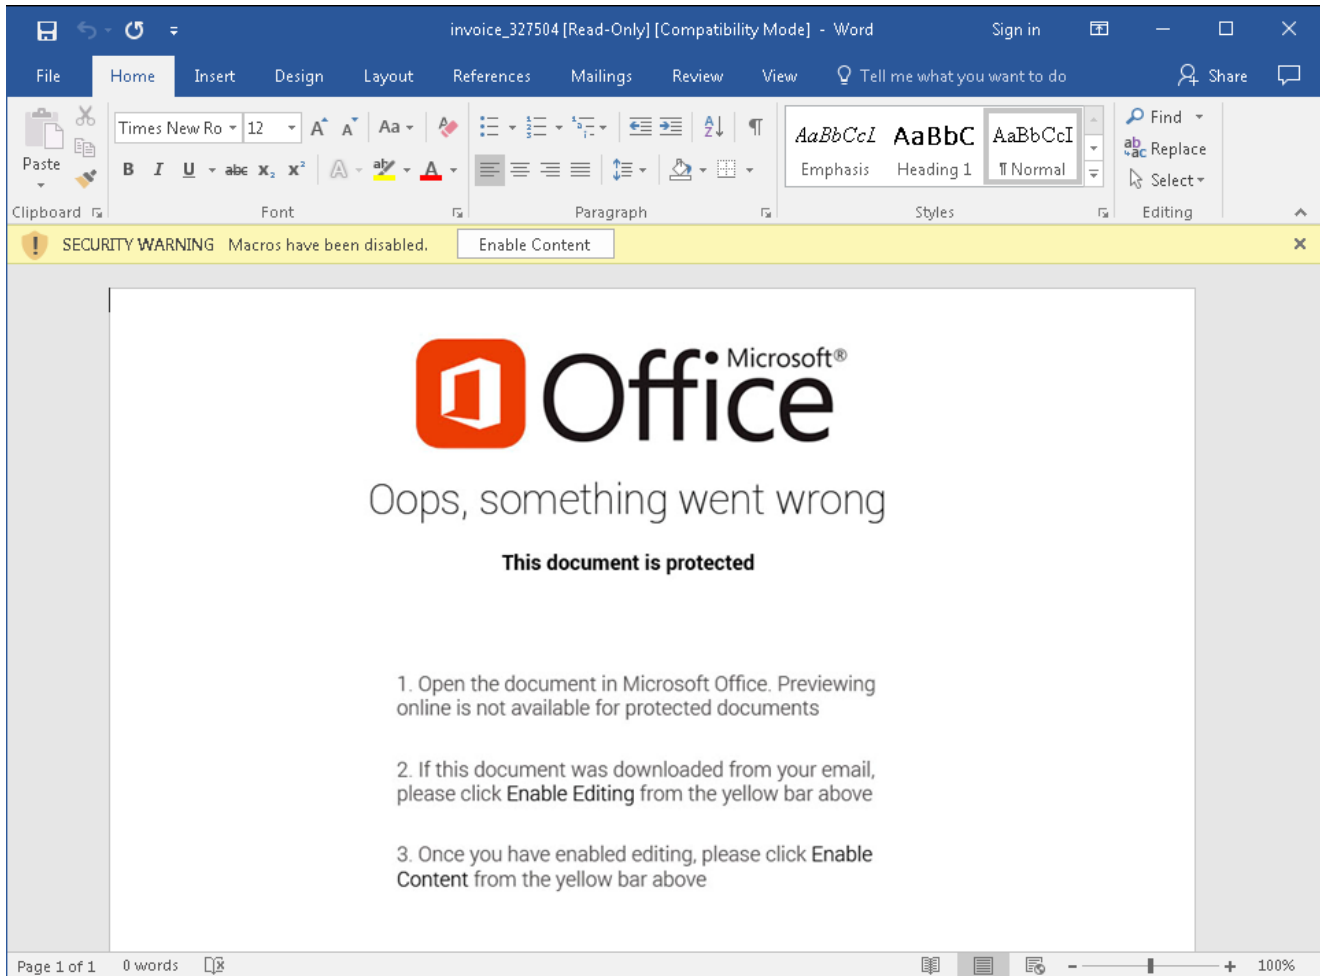 invoice_327504 [Read-Only] [Compatibility Mode] - Word
Sign in
File Home Insert Design Layout References Mailings Review View Tell me what you want to do Share
Times New Ro 12 Aa
Paste
B I U abc x₂ x² A aby A
AaBbCcI AaBbC AaBbCcI
Emphasis Heading 1 ¶ Normal
Find
Replace
Select
Clipboard Font Paragraph Styles Editing
SECURITY WARNING Macros have been disabled. Enable Content
Microsoft®
Office
Oops, something went wrong
This document is protected
1. Open the document in Microsoft Office. Previewing
online is not available for protected documents
2. If this document was downloaded from your email,
please click Enable Editing from the yellow bar above
3. Once you have enabled editing, please click Enable
Content from the yellow bar above
Page 1 of 1 0 words 100%